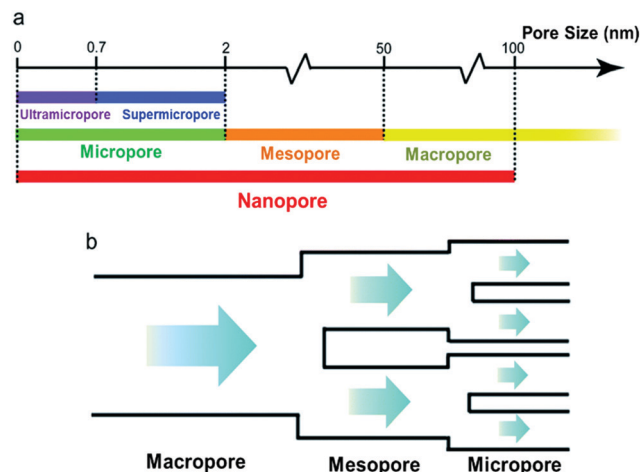 a
Pore Size (nm)
0 0.7 2 50 100
Ultramicropore Supermicropore
Micropore Mesopore Macropore
Nanopore
b
Macropore Mesopore Micropore